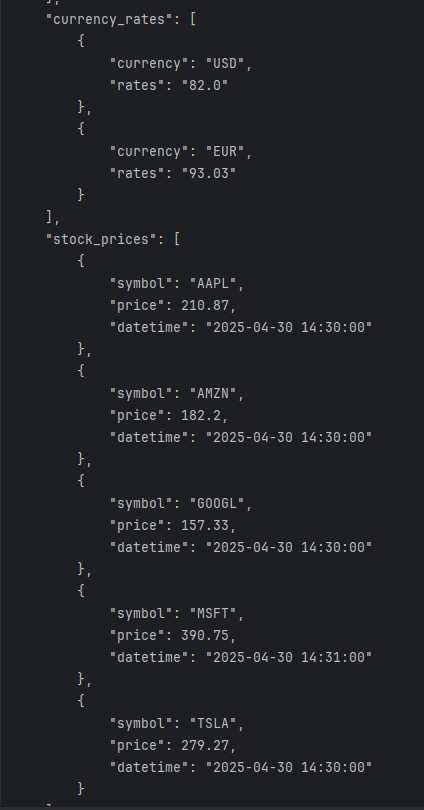 ],
"currency_rates": [
{
"currency": "USD",
"rates": "82.0"
},
{
"currency": "EUR",
"rates": "93.03"
}
],
"stock_prices": [
{
"symbol": "AAPL",
"price": 210.87,
"datetime": "2025-04-30 14:30:00"
},
{
"symbol": "AMZN",
"price": 182.2,
"datetime": "2025-04-30 14:30:00"
},
{
"symbol": "GOOGL",
"price": 157.33,
"datetime": "2025-04-30 14:30:00"
},
{
"symbol": "MSFT",
"price": 390.75,
"datetime": "2025-04-30 14:31:00"
},
{
"symbol": "TSLA",
"price": 279.27,
"datetime": "2025-04-30 14:30:00"
}